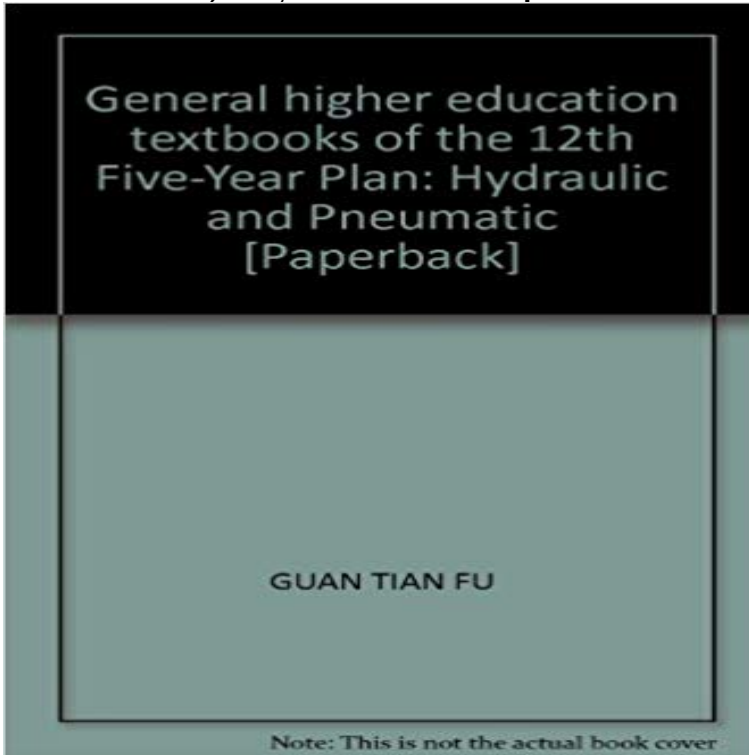 General higher education
textbooks of the 12th
Five-Year Plan: Hydraulic
and Pneumatic
[Paperback]
GUAN TIAN FU
Note: This is not the actual book cover